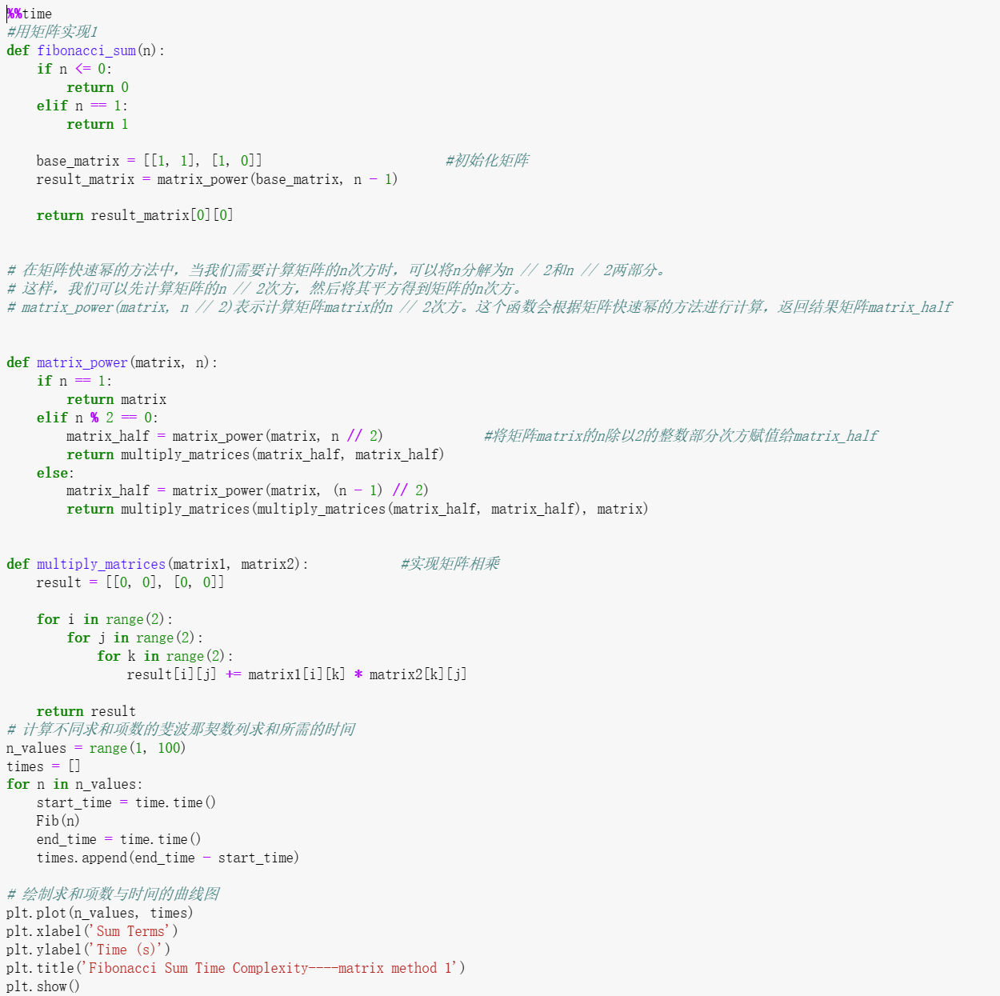 %%time
#用矩阵实现1
def fibonacci_sum(n):
    if n <= 0:
        return 0
    elif n == 1:
        return 1
    base_matrix = [[1, 1], [1, 0]]                        #初始化矩阵
    result_matrix = matrix_power(base_matrix, n - 1)
    return result_matrix[0][0]
# 在矩阵快速幂的方法中，当我们需要计算矩阵的n次方时，可以将n分解为n // 2和n // 2两部分。
# 这样，我们可以先计算矩阵的n // 2次方，然后将其平方得到矩阵的n次方。
# matrix_power(matrix, n // 2)表示计算矩阵matrix的n // 2次方。这个函数会根据矩阵快速幂的方法进行计算，返回结果矩阵matrix_half
def matrix_power(matrix, n):
    if n == 1:
        return matrix
    elif n % 2 == 0:
        matrix_half = matrix_power(matrix, n // 2)             #将矩阵matrix的n除以2的整数部分次方赋值给matrix_half
        return multiply_matrices(matrix_half, matrix_half)
    else:
        matrix_half = matrix_power(matrix, (n - 1) // 2)
        return multiply_matrices(multiply_matrices(matrix_half, matrix_half), matrix)
def multiply_matrices(matrix1, matrix2):            #实现矩阵相乘
    result = [[0, 0], [0, 0]]
    for i in range(2):
        for j in range(2):
            for k in range(2):
                result[i][j] += matrix1[i][k] * matrix2[k][j]
    return result
# 计算不同求和项数的斐波那契数列求和所需的时间
n_values = range(1, 100)
times = []
for n in n_values:
    start_time = time.time()
    Fib(n)
    end_time = time.time()
    times.append(end_time - start_time)
# 绘制求和项数与时间的曲线图
plt.plot(n_values, times)
plt.xlabel('Sum Terms')
plt.ylabel('Time (s)')
plt.title('Fibonacci Sum Time Complexity----matrix method 1')
plt.show()